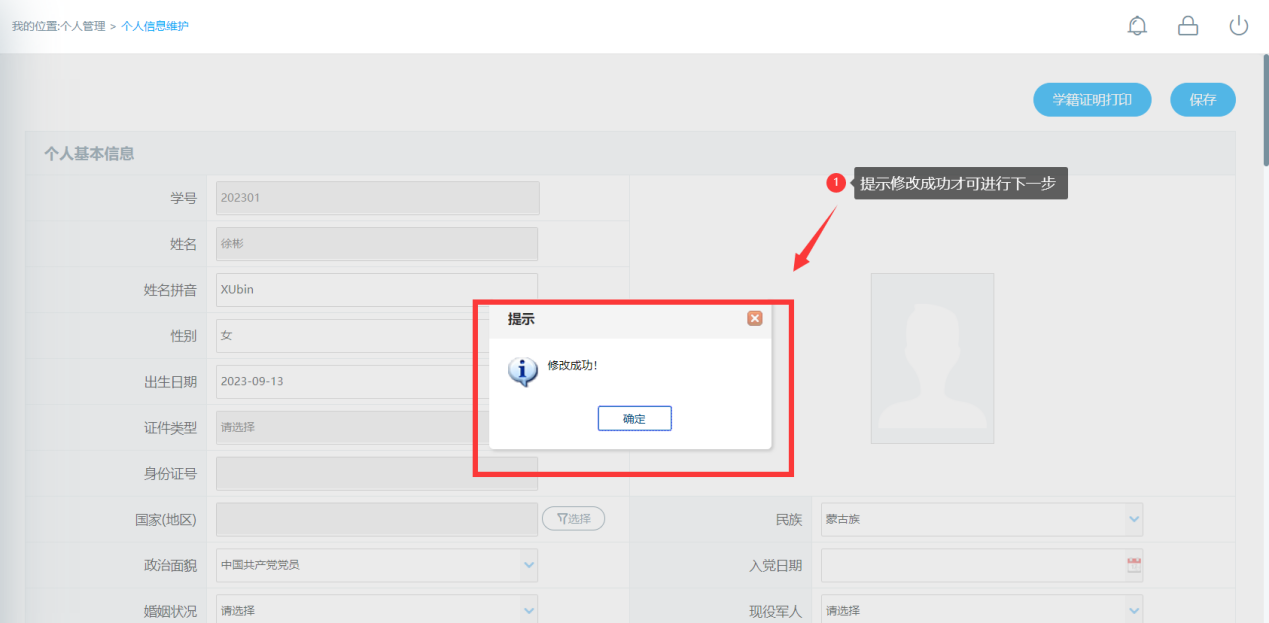 我的位置:个人管理 > 个人信息维护
学籍证明打印 保存
个人基本信息
1 提示修改成功才可进行下一步
学号 202301
姓名 徐彬
姓名拼音 XUbin
提示
性别 女
修改成功!
出生日期 2023-09-13
确定
证件类型 请选择
身份证号
国家(地区) 选择 民族 蒙古族
政治面貌 中国共产党党员 入党日期
婚姻状况 请选择 现役军人 请选择